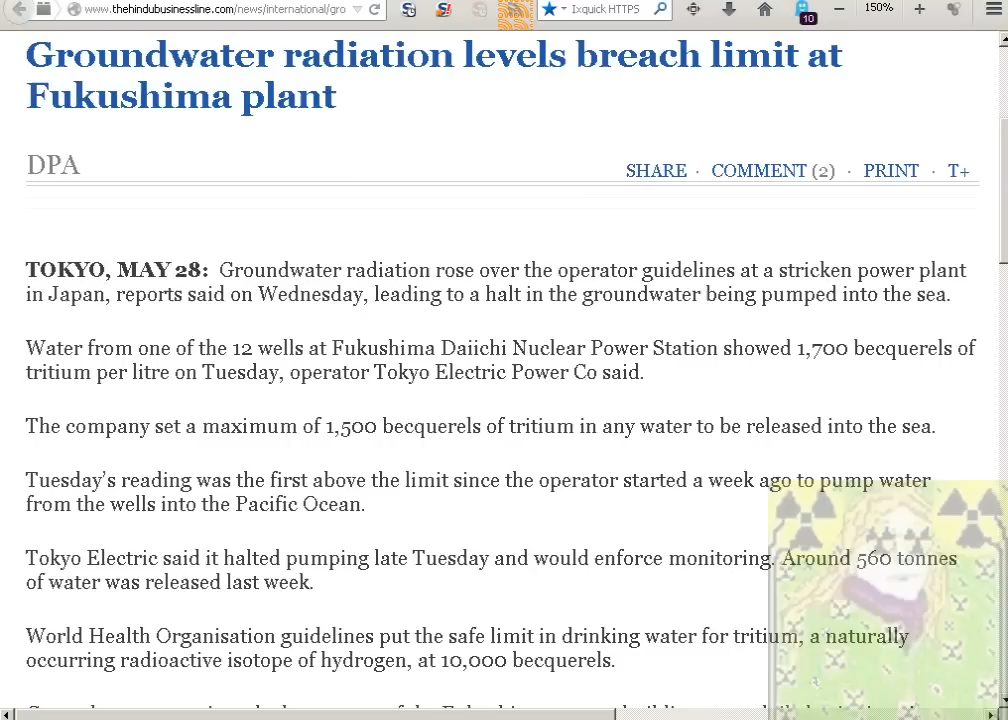 www.thehindubusinessline.com/news/international/gro
Ixquick HTTPS
10
150%
Groundwater radiation levels breach limit at
Fukushima plant
DPA
SHARE · COMMENT (2) · PRINT · T+
TOKYO, MAY 28: Groundwater radiation rose over the operator guidelines at a stricken power plant
in Japan, reports said on Wednesday, leading to a halt in the groundwater being pumped into the sea.
Water from one of the 12 wells at Fukushima Daiichi Nuclear Power Station showed 1,700 becquerels of
tritium per litre on Tuesday, operator Tokyo Electric Power Co said.
The company set a maximum of 1,500 becquerels of tritium in any water to be released into the sea.
Tuesday’s reading was the first above the limit since the operator started a week ago to pump water
from the wells into the Pacific Ocean.
Tokyo Electric said it halted pumping late Tuesday and would enforce monitoring. Around 560 tonnes
of water was released last week.
World Health Organisation guidelines put the safe limit in drinking water for tritium, a naturally
occurring radioactive isotope of hydrogen, at 10,000 becquerels.